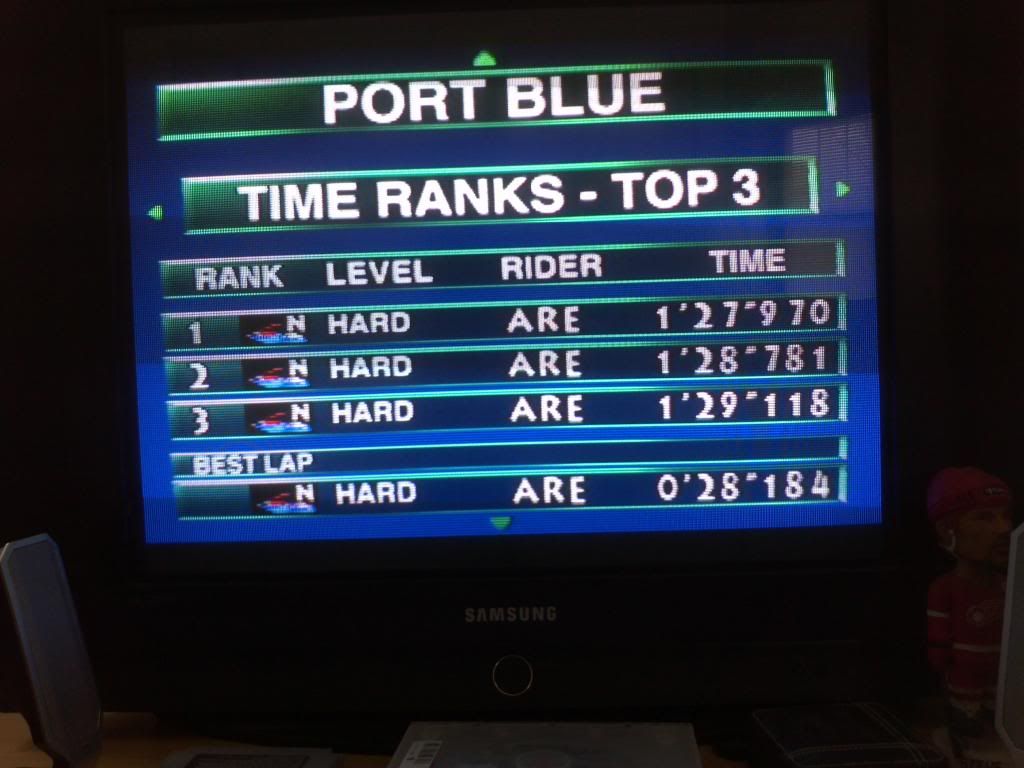 PORT BLUE
TIME RANKS - TOP 3
RANK LEVEL RIDER TIME
1 N HARD ARE 1'27"970
2 N HARD ARE 1'28"781
3 N HARD ARE 1'29"118
BEST LAP
N HARD ARE 0'28"184
SAMSUNG